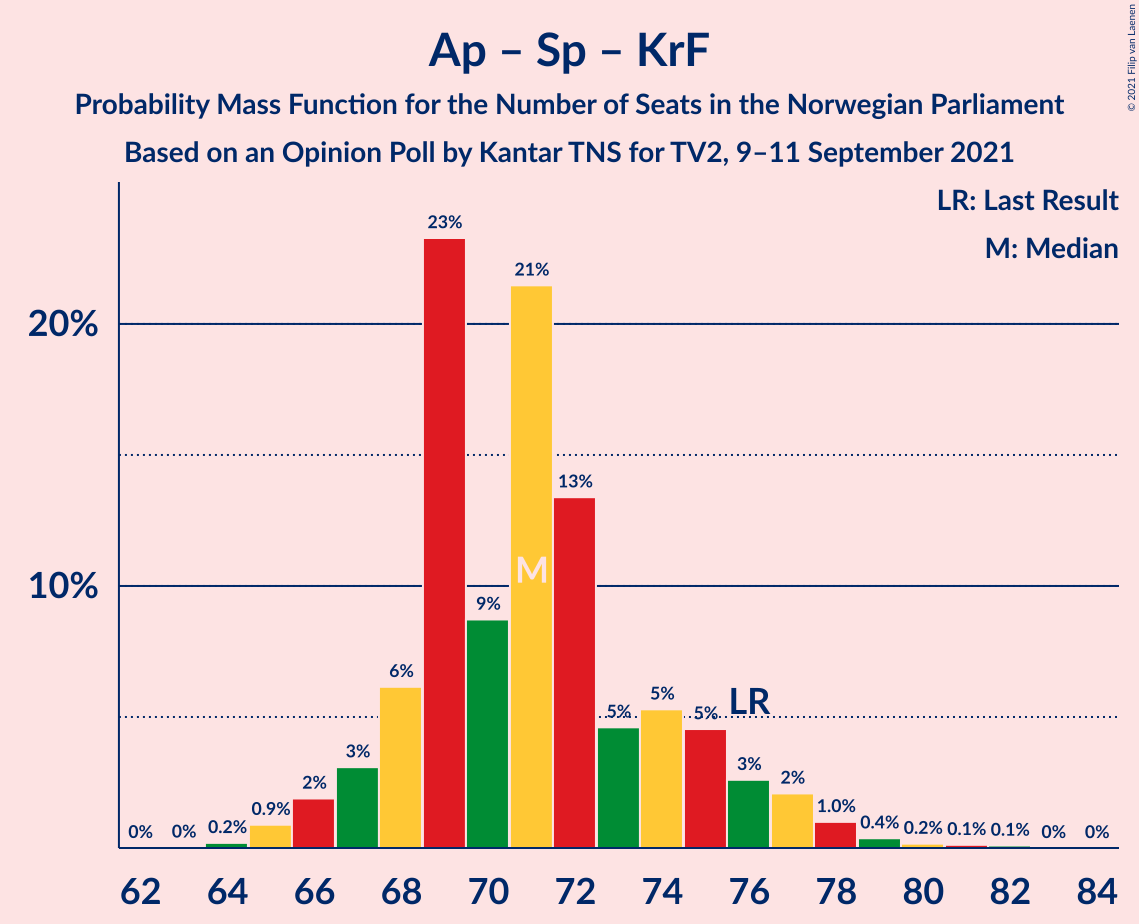 Ap – Sp – KrF
Probability Mass Function for the Number of Seats in the Norwegian Parliament
Based on an Opinion Poll by Kantar TNS for TV2, 9–11 September 2021
© 2021 Filip van Laenen
LR: Last Result
M: Median
20%
10%
0%
0%
0.2%
0.9%
2%
3%
6%
23%
9%
21%
M
13%
5%
5%
5%
LR
3%
2%
1.0%
0.4%
0.2%
0.1%
0.1%
0%
0%
62 64 66 68 70 72 74 76 78 80 82 84